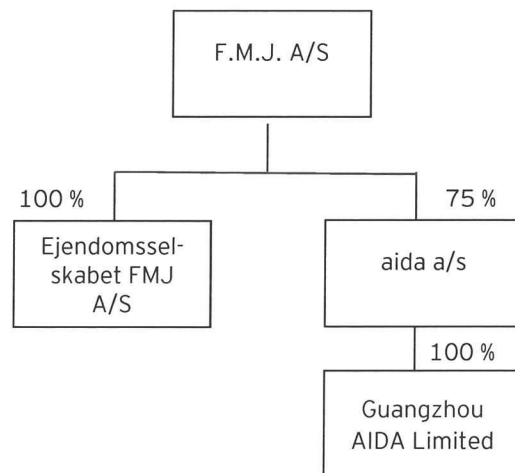 F.M.J. A/S
100 %
75 %
Ejendomssel-
skabet FMJ
A/S
aida a/s
100 %
Guangzhou
AIDA Limited